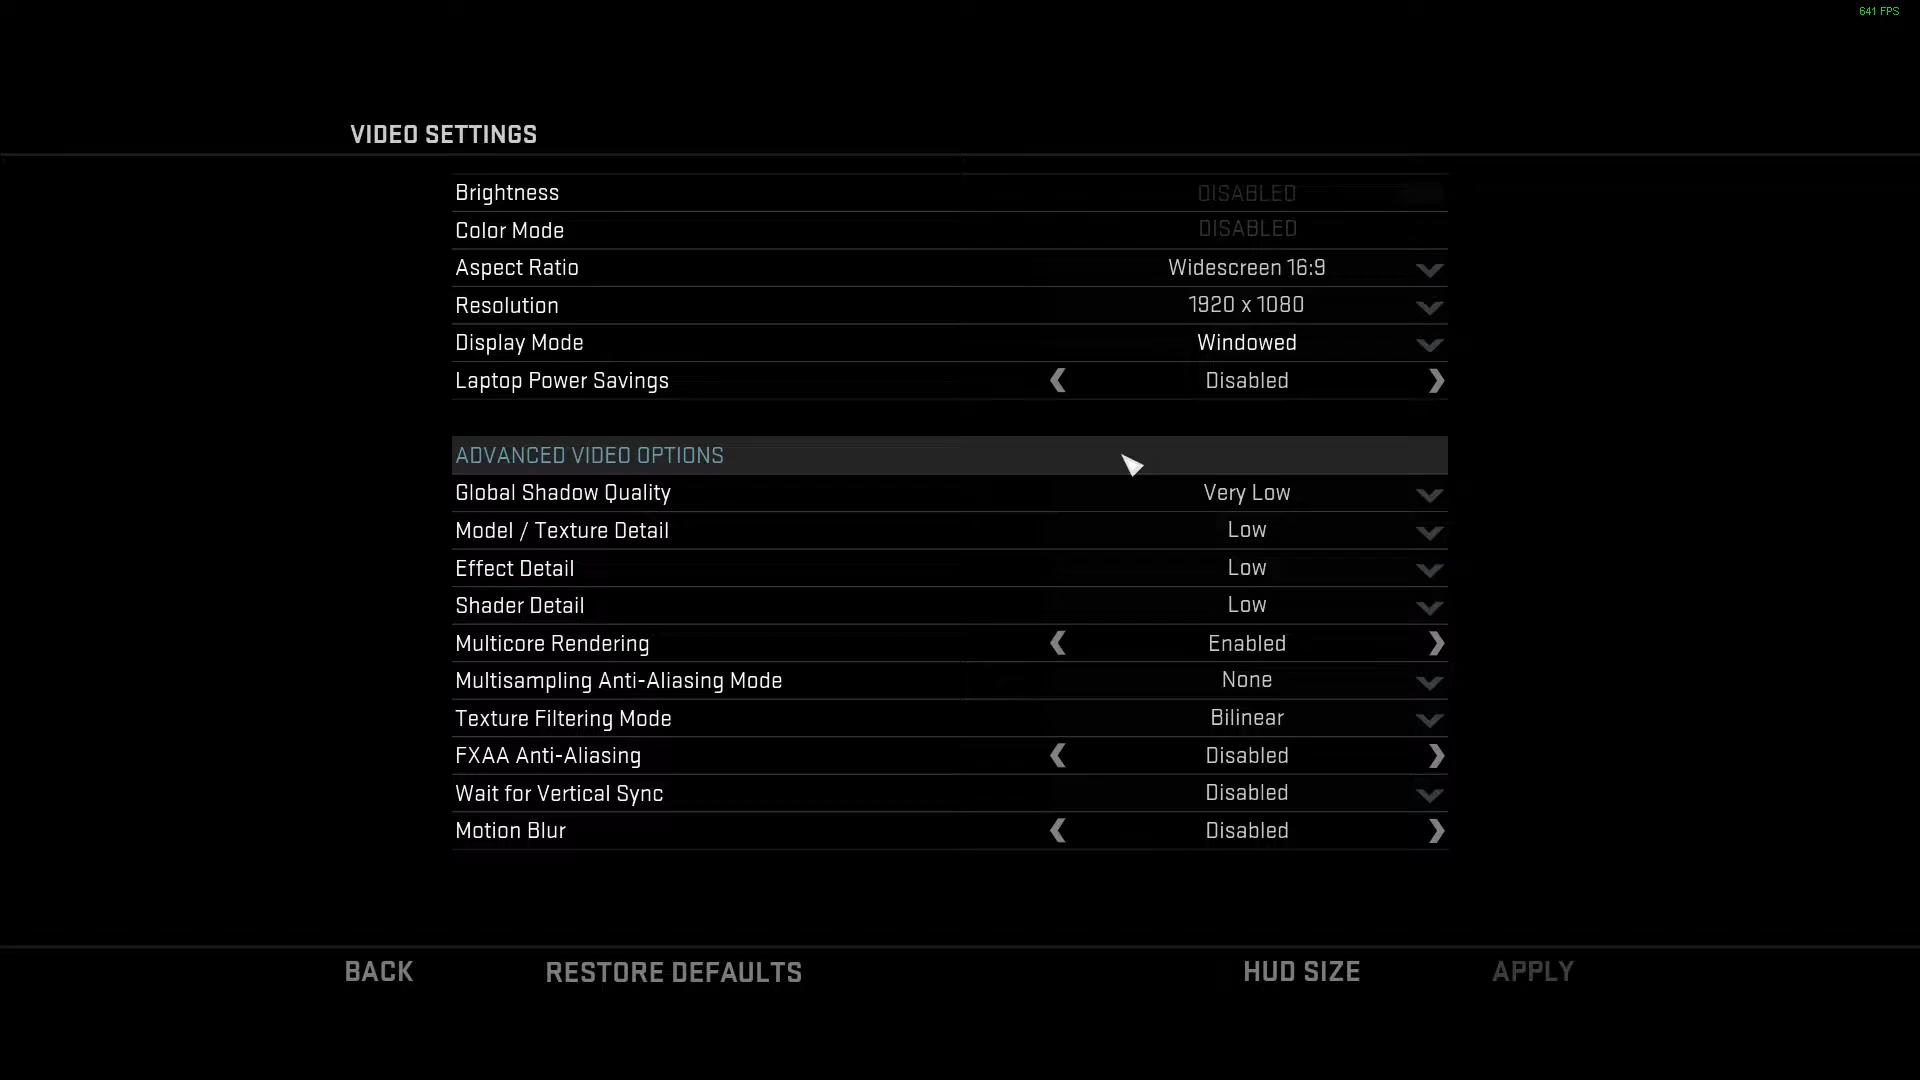 641 FPS
VIDEO SETTINGS
Brightness DISABLED
Color Mode DISABLED
Aspect Ratio Widescreen 16:9
Resolution 1920 x 1080
Display Mode Windowed
Laptop Power Savings Disabled
ADVANCED VIDEO OPTIONS
Global Shadow Quality Very Low
Model / Texture Detail Low
Effect Detail Low
Shader Detail Low
Multicore Rendering Enabled
Multisampling Anti-Aliasing Mode None
Texture Filtering Mode Bilinear
FXAA Anti-Aliasing Disabled
Wait for Vertical Sync Disabled
Motion Blur Disabled
BACK RESTORE DEFAULTS HUD SIZE APPLY